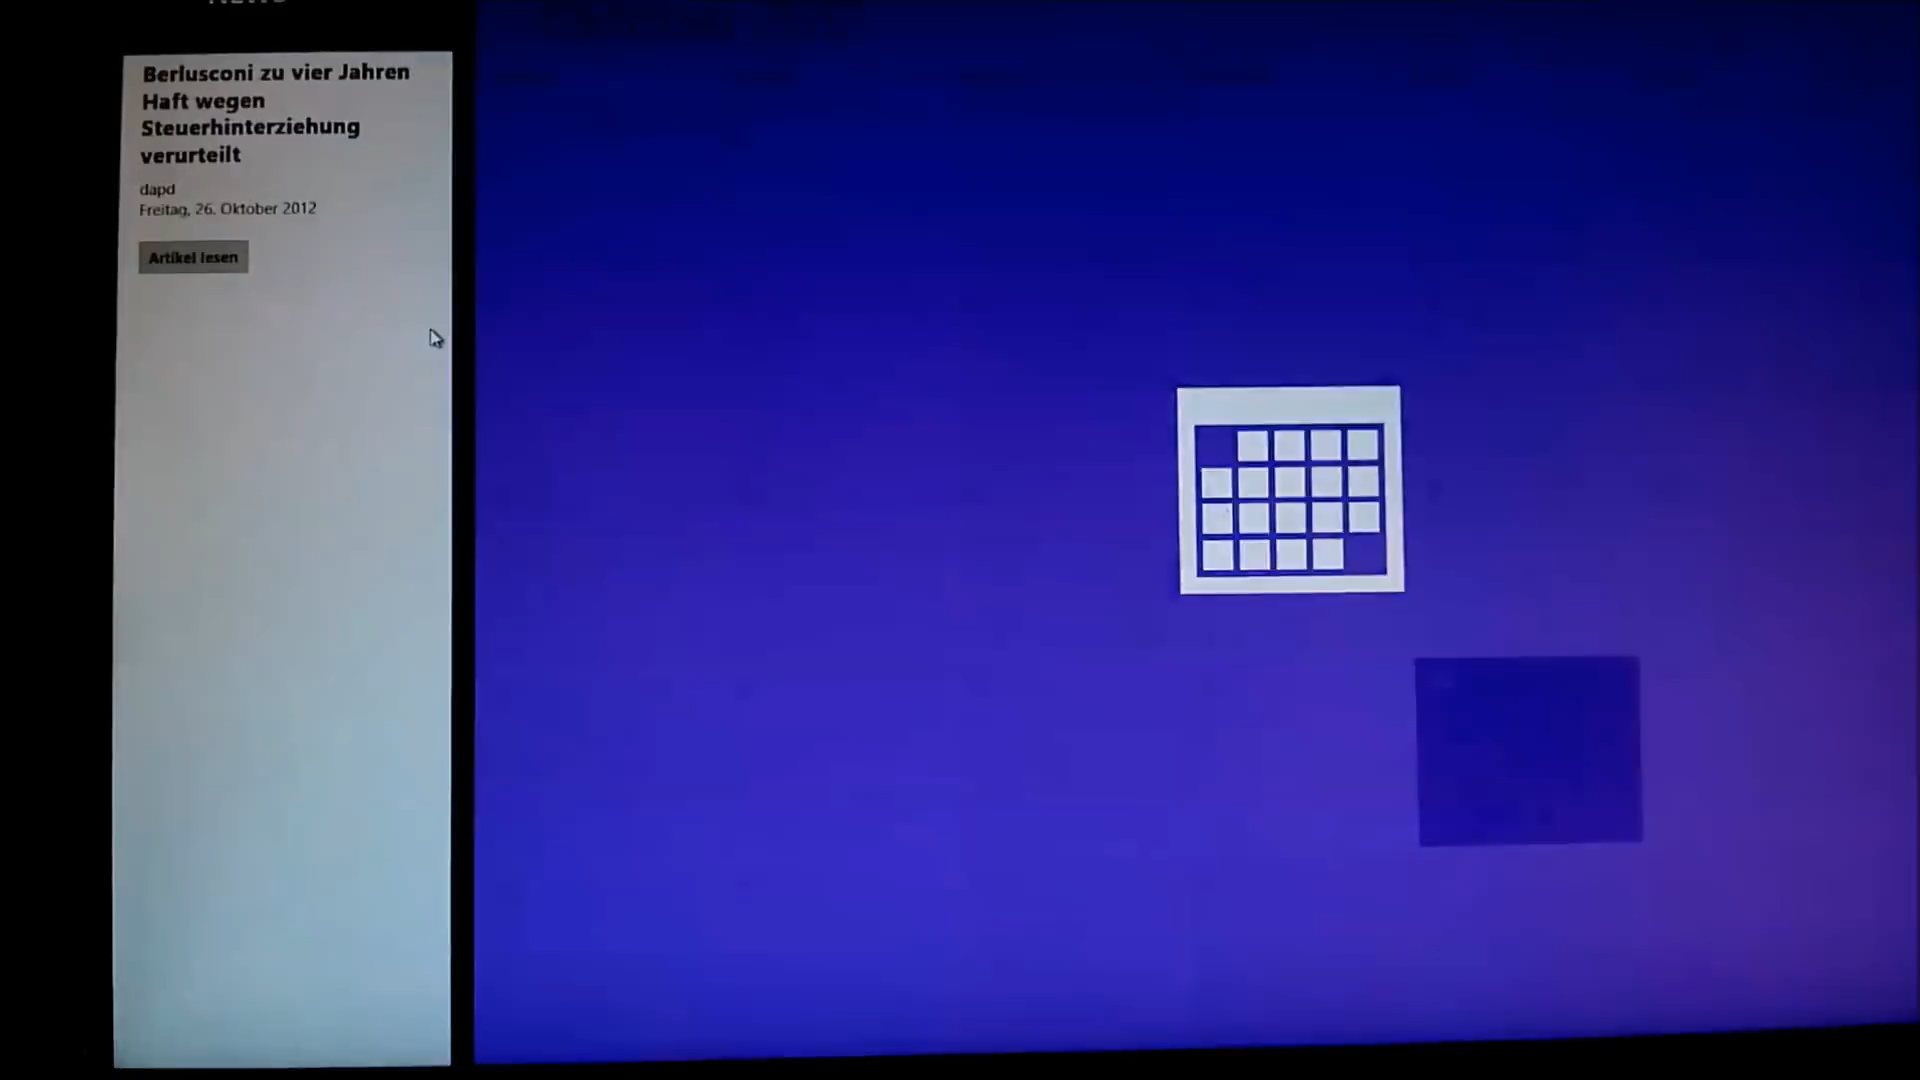 Berlusconi zu vier Jahren
Haft wegen
Steuerhinterziehung
verurteilt
dapd
Freitag, 26. Oktober 2012
Artikel lesen